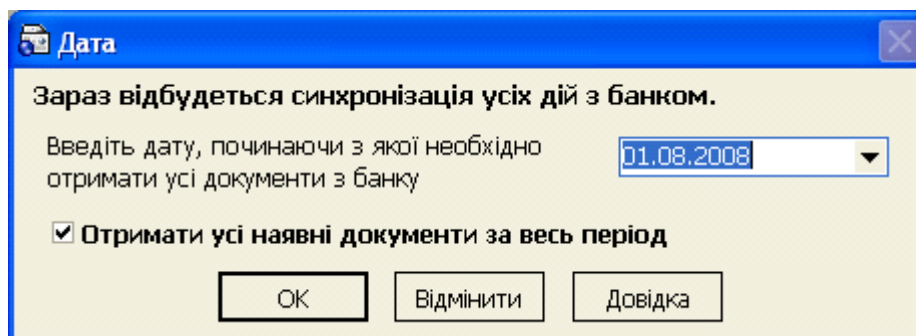 Дата
Зараз відбудеться синхронізація усіх дій з банком.
Введіть дату, починаючи з якої необхідно
отримати усі документи з банку
01.08.2008
Отримати усі наявні документи за весь період
ОК Відмінити Довідка